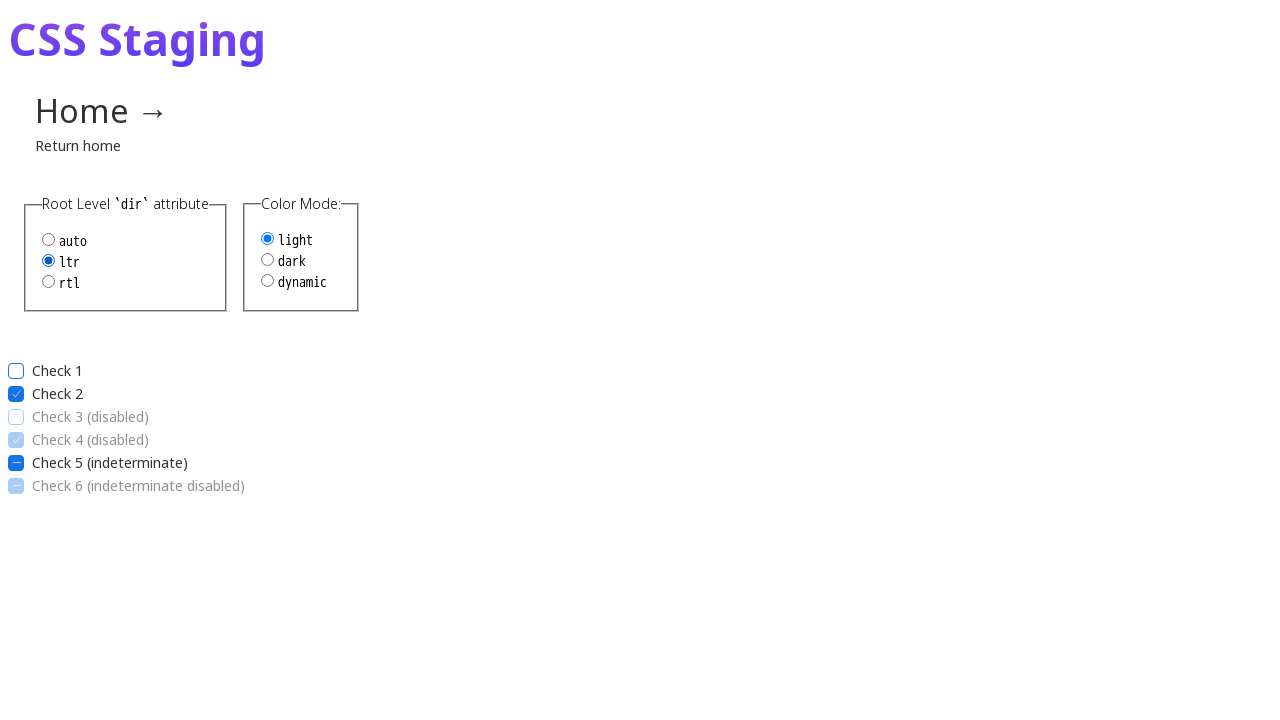 CSS Staging
Home →
Return home
Root Level `dir` attribute
auto
ltr
rtl
Color Mode:
light
dark
dynamic
Check 1
Check 2
Check 3 (disabled)
Check 4 (disabled)
Check 5 (indeterminate)
Check 6 (indeterminate disabled)